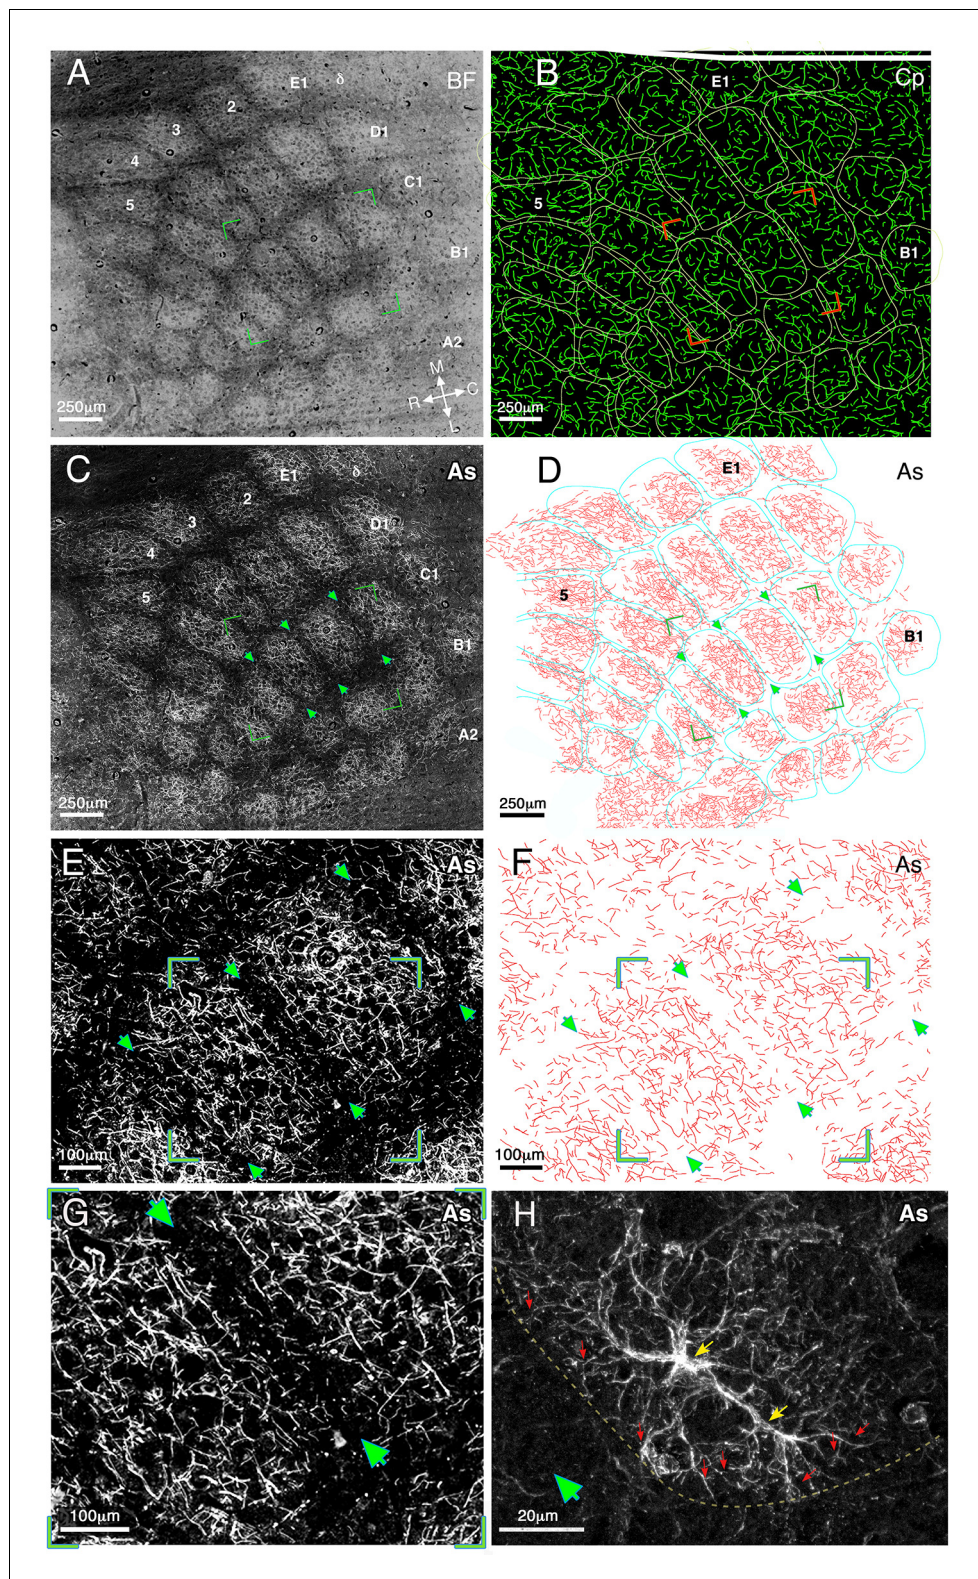 A
BF
E1 δ
2
3
D1
4
C1
5
B1
A2
M
R C
L
250μm
B
Cp
E1
5
B1
250μm
C
As
E1 δ
2
3
D1
4
C1
5
B1
A2
250μm
D
As
E1
5
B1
250μm
E
As
100μm
F
As
100μm
G
As
100μm
H
As
20μm